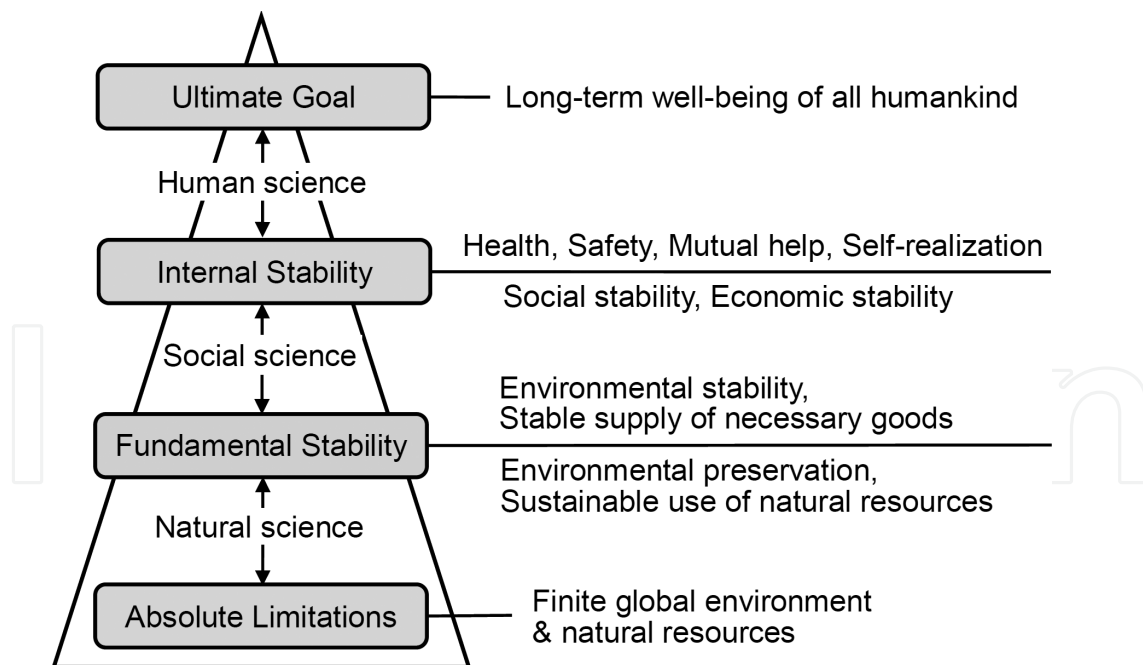 Ultimate Goal
Long-term well-being of all humankind
Human science
Health, Safety, Mutual help, Self-realization
Internal Stability
Social stability, Economic stability
Social science
Environmental stability,
Stable supply of necessary goods
Fundamental Stability
Environmental preservation,
Sustainable use of natural resources
Natural science
Absolute Limitations
Finite global environment
& natural resources